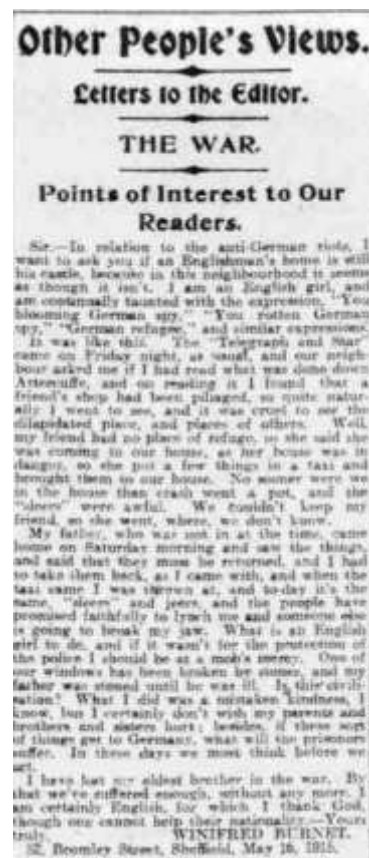 Other People's Views.
Letters to the Editor.
THE WAR.
Points of Interest to Our
Readers.
Sir.—In relation to the anti-German riots, I
want to ask you if an Englishman's home is still
his castle, because in this neighbourhood it seems
as though it isn't. I am an English girl, and
am continually taunted with the expression, "You
blooming German spy," "You rotten German
spy," "German refugee," and similar expressions.
It was like this. The "Telegraph and Star"
came on Friday night, as usual, and our neigh-
bour asked me if I had read what was done down
Attercliffe, and on reading it I found that a
friend's shop had been pillaged, so quite natur-
ally I went to see, and it was cruel to see the
dilapidated place, and places of others. Well,
my friend had no place of refuge, so she said she
was coming to our house, as her house was in
danger, so she put a few things in a taxi and
brought them to our house. No sooner were we
in the house than crash went a pot, and the
"sleers" were awful. We couldn't keep my
friend, so she went, where, we don't know.
My father, who was not in at the time, came
home on Saturday morning and saw the things,
and said that they must be returned, and I had
to take them back, as I came with, and when the
taxi came I was thrown at, and to-day it's the
same, "sleers" and jeers, and the people have
promised faithfully to lynch me and someone else
is going to break my jaw. What is an English
girl to do, and if it wasn't for the protection of
the police I should be at a mob's mercy. One of
our windows has been broken by stones, and my
father was stoned until he was ill. Is this civili-
sation? What I did was a mistaken kindness, I
know, but I certainly don't wish my parents and
brothers and sisters hurt; besides, if these sort
of things get to Germany, what will the prisoners
suffer. In these days we must think before we
act.
I have lost my eldest brother in the war. By
that we've suffered enough, without any more. I
am certainly English, for which I thank God,
though one cannot help their nationality.—Yours
truly, WINIFRED BURNET.
52, Bromley Street, Sheffield, May 16, 1915.